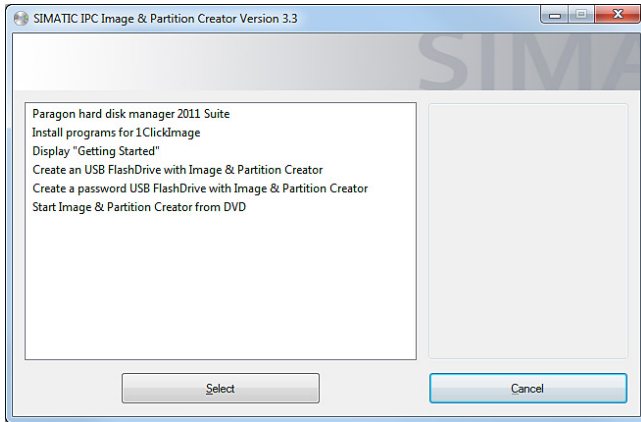 SIMATIC IPC Image & Partition Creator Version 3.3
SIMA
Paragon hard disk manager 2011 Suite
Install programs for 1ClickImage
Display "Getting Started"
Create an USB FlashDrive with Image & Partition Creator
Create a password USB FlashDrive with Image & Partition Creator
Start Image & Partition Creator from DVD
Select
Cancel